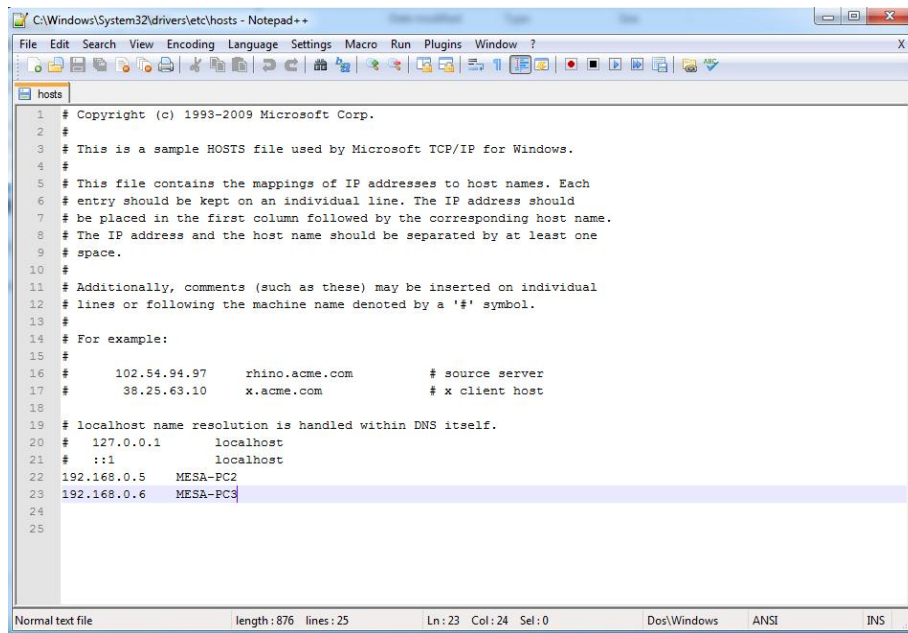 C:\Windows\System32\drivers\etc\hosts - Notepad++
File Edit Search View Encoding Language Settings Macro Run Plugins Window ? X
hosts
1 # Copyright (c) 1993-2009 Microsoft Corp.
2 #
3 # This is a sample HOSTS file used by Microsoft TCP/IP for Windows.
4 #
5 # This file contains the mappings of IP addresses to host names. Each
6 # entry should be kept on an individual line. The IP address should
7 # be placed in the first column followed by the corresponding host name.
8 # The IP address and the host name should be separated by at least one
9 # space.
10 #
11 # Additionally, comments (such as these) may be inserted on individual
12 # lines or following the machine name denoted by a '#' symbol.
13 #
14 # For example:
15 #
16 # 102.54.94.97 rhino.acme.com # source server
17 # 38.25.63.10 x.acme.com # x client host
18
19 # localhost name resolution is handled within DNS itself.
20 # 127.0.0.1 localhost
21 # ::1 localhost
22 192.168.0.5 MESA-PC2
23 192.168.0.6 MESA-PC3
24
25
Normal text file length : 876 lines : 25 Ln : 23 Col : 24 Sel : 0 Dos\Windows ANSI INS